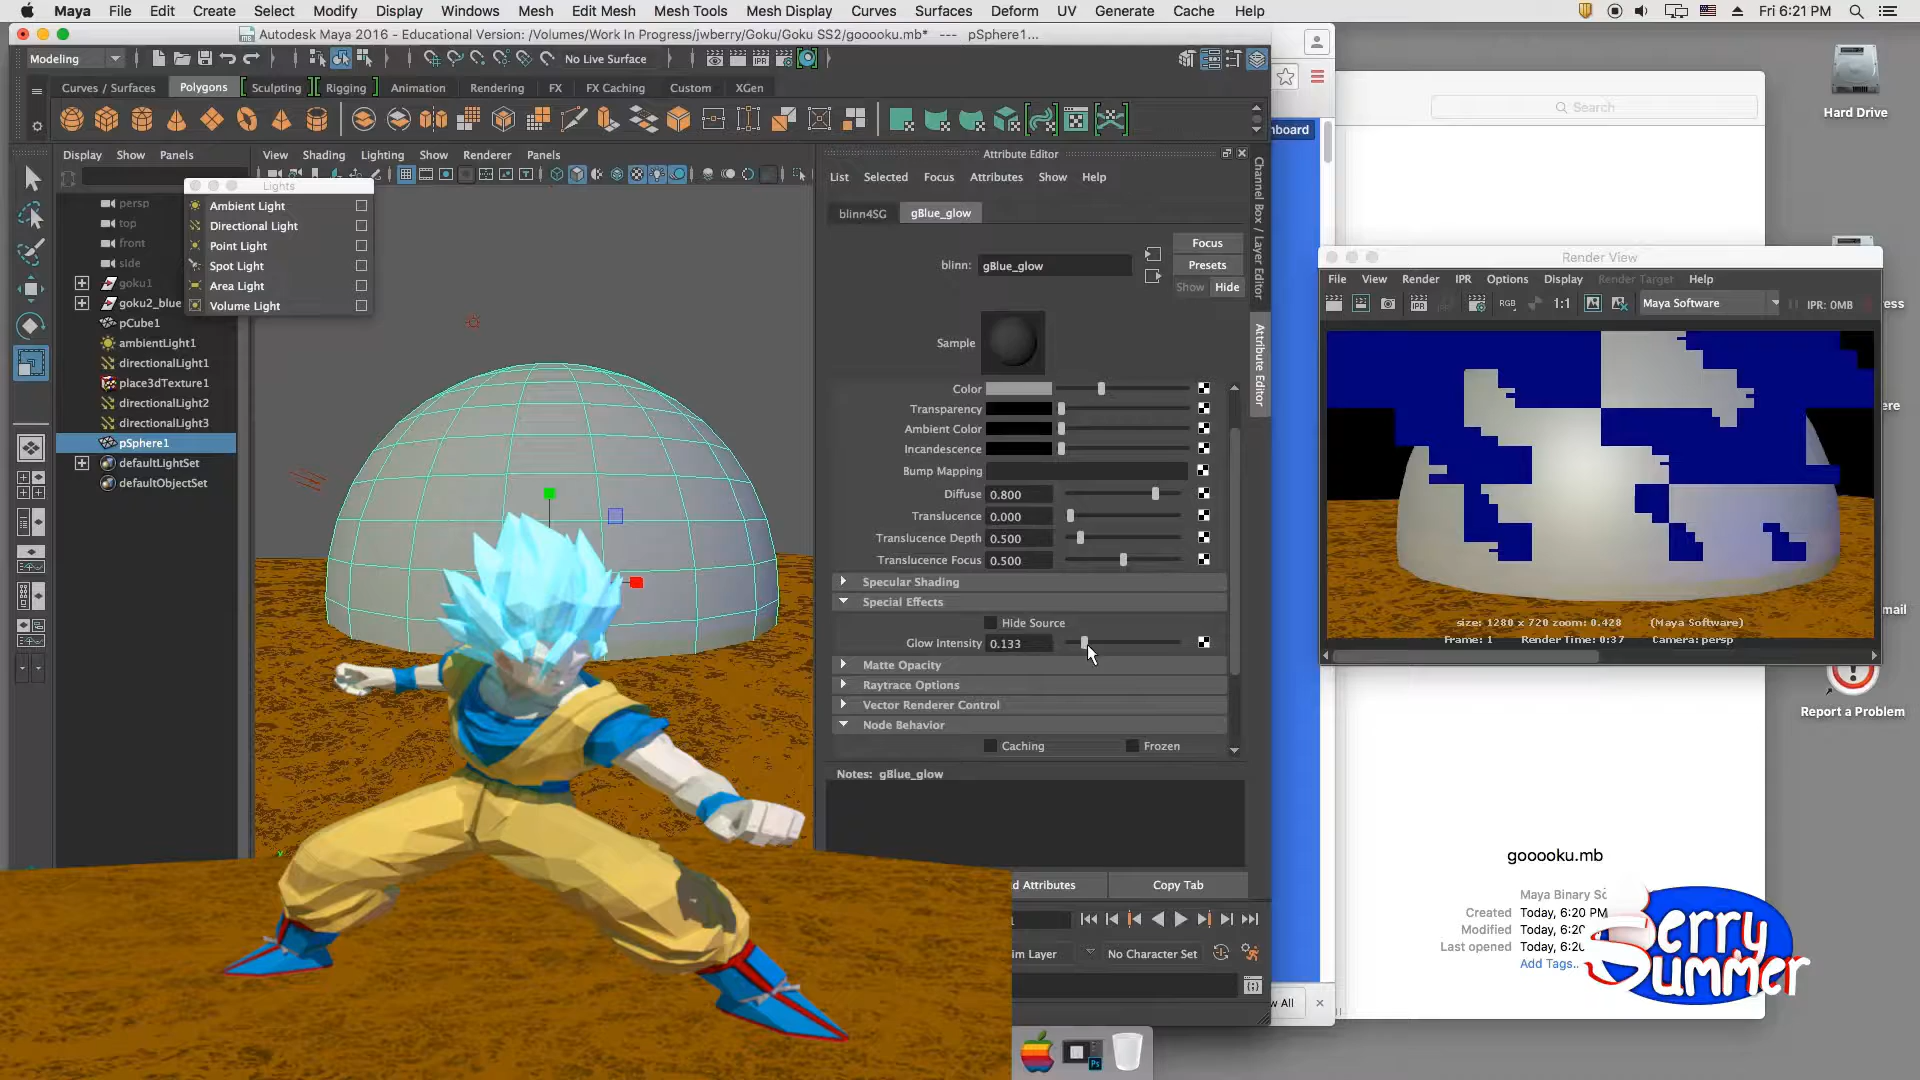 Maya File Edit Create Select Modify Display Windows Mesh Edit Mesh Mesh Tools Mesh Display Curves Surfaces Deform UV Generate Cache Help Fri 6:21 PM
Autodesk Maya 2016 - Educational Version: /Volumes/Work In Progress/jwberry/Goku/Goku SS2/gooooku.mb* --- pSphere1...
Modeling No Live Surface
Curves / Surfaces Polygons Sculpting Rigging Animation Rendering FX FX Caching Custom XGen
Display Show Panels
View Shading Lighting Show Renderer Panels
Lights
Ambient Light
Directional Light
Point Light
Spot Light
Area Light
Volume Light
persp
top
front
side
goku1
goku2_blue
pCube1
ambientLight1
directionalLight1
place3dTexture1
directionalLight2
directionalLight3
pSphere1
defaultLightSet
defaultObjectSet
Attribute Editor
List Selected Focus Attributes Show Help
blinn4SG gBlue_glow
blinn: gBlue_glow
Focus
Presets
Show Hide
Sample
Color
Transparency
Ambient Color
Incandescence
Bump Mapping
Diffuse 0.800
Translucence 0.000
Translucence Depth 0.500
Translucence Focus 0.500
Specular Shading
Special Effects
Hide Source
Glow Intensity 0.133
Matte Opacity
Raytrace Options
Vector Renderer Control
Node Behavior
Caching Frozen
Notes: gBlue_glow
d Attributes Copy Tab
im Layer No Character Set
Channel Box / Layer Editor
Attribute Editor
nboard
w All
Search
Hard Drive
Render View
File View Render IPR Options Display Render Target Help
RGB 1:1 Maya Software IPR: 0MB
size: 1280 x 720 zoom: 0.428 (Maya Software)
Frame: 1 Render Time: 0:37 Camera: persp
ess
ere
mail
Report a Problem
gooooku.mb
Maya Binary Sc
Created Today, 6:20 PM
Modified Today, 6:20
Last opened Today, 6:20
Add Tags..
Berry
Summer